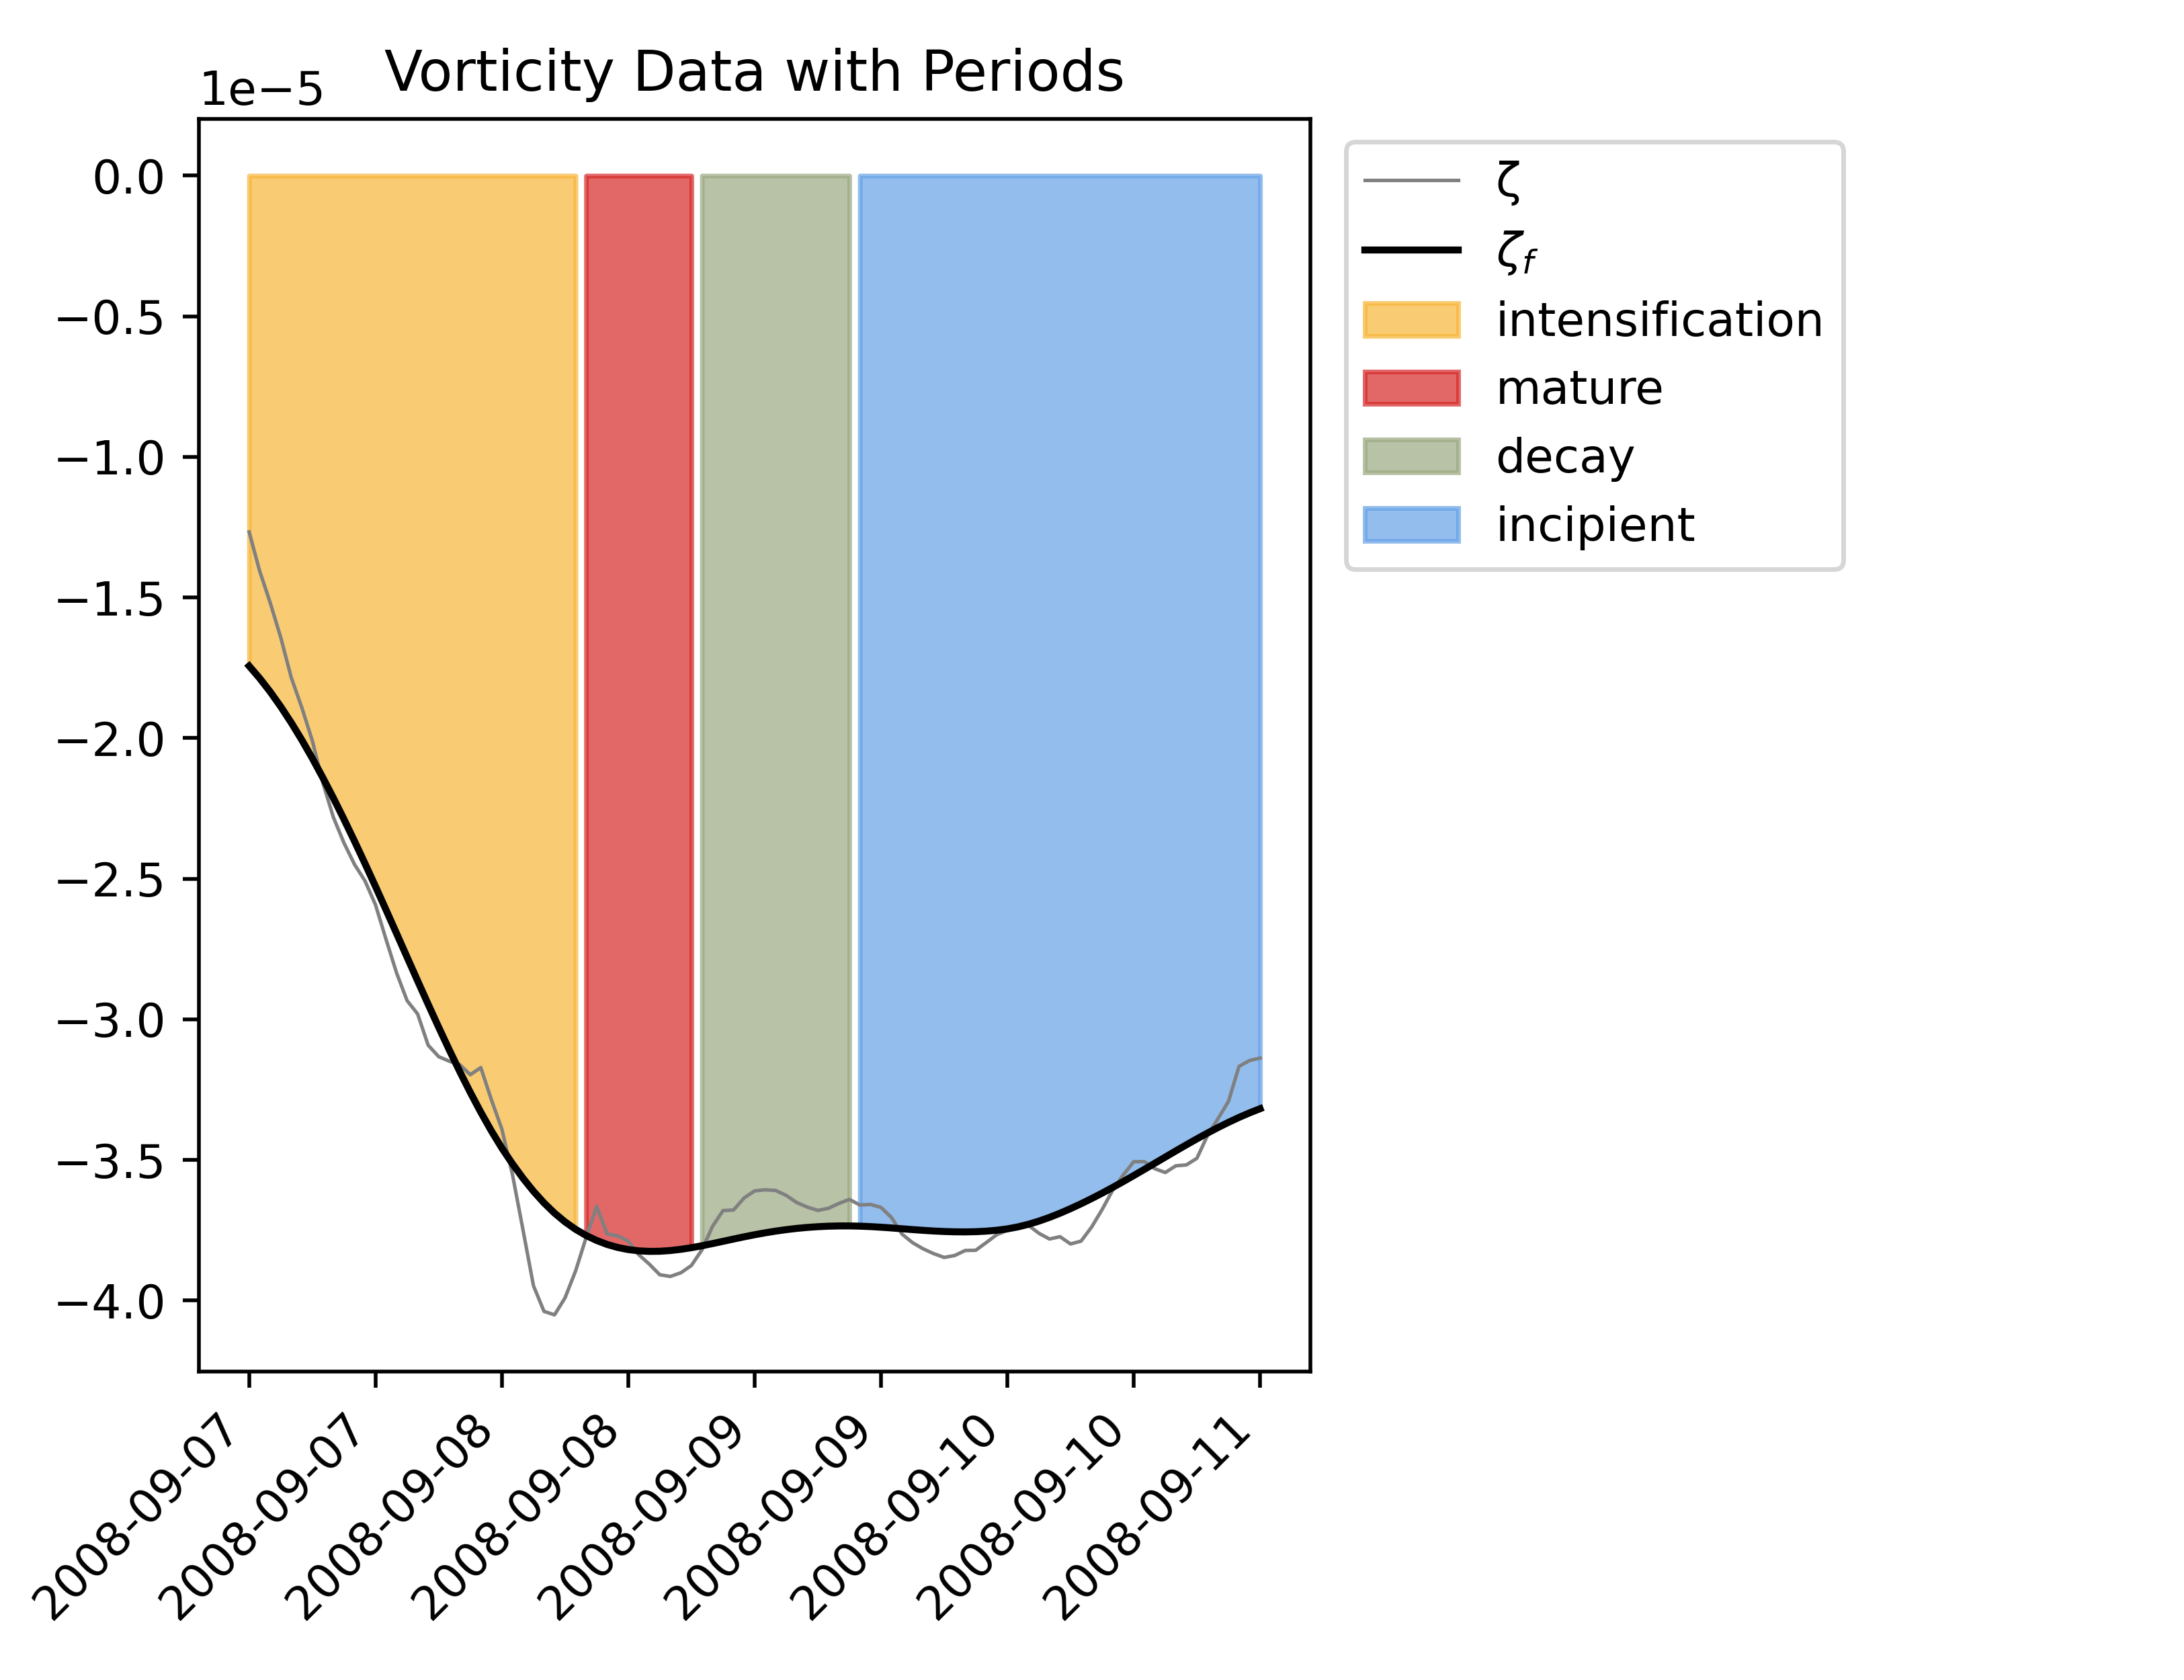 Vorticity Data with Periods
1e−5
0.0
−0.5
−1.0
−1.5
−2.0
−2.5
−3.0
−3.5
−4.0
2008-09-07
2008-09-07
2008-09-08
2008-09-08
2008-09-09
2008-09-09
2008-09-10
2008-09-10
2008-09-11
ζ
ζf
intensification
mature
decay
incipient